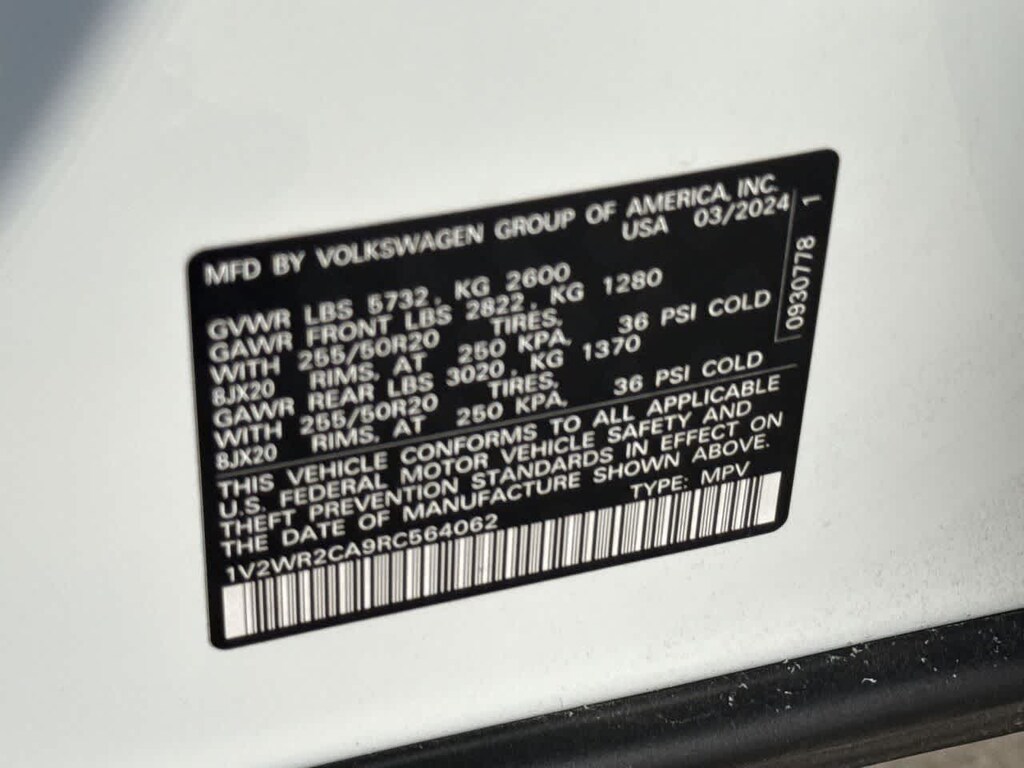 MFD BY VOLKSWAGEN GROUP OF AMERICA, INC.
USA 03/2024
GVWR LBS 5732, KG 2600
GAWR FRONT LBS 2822, KG 1280
WITH 255/50R20 TIRES,
8JX20 RIMS, AT 250 KPA, 36 PSI COLD
GAWR REAR LBS 3020, KG 1370
WITH 255/50R20 TIRES,
8JX20 RIMS, AT 250 KPA, 36 PSI COLD
THIS VEHICLE CONFORMS TO ALL APPLICABLE
U.S. FEDERAL MOTOR VEHICLE SAFETY AND
THEFT PREVENTION STANDARDS IN EFFECT ON
THE DATE OF MANUFACTURE SHOWN ABOVE.
1V2WR2CA9RC564062 TYPE: MPV
0930778 1